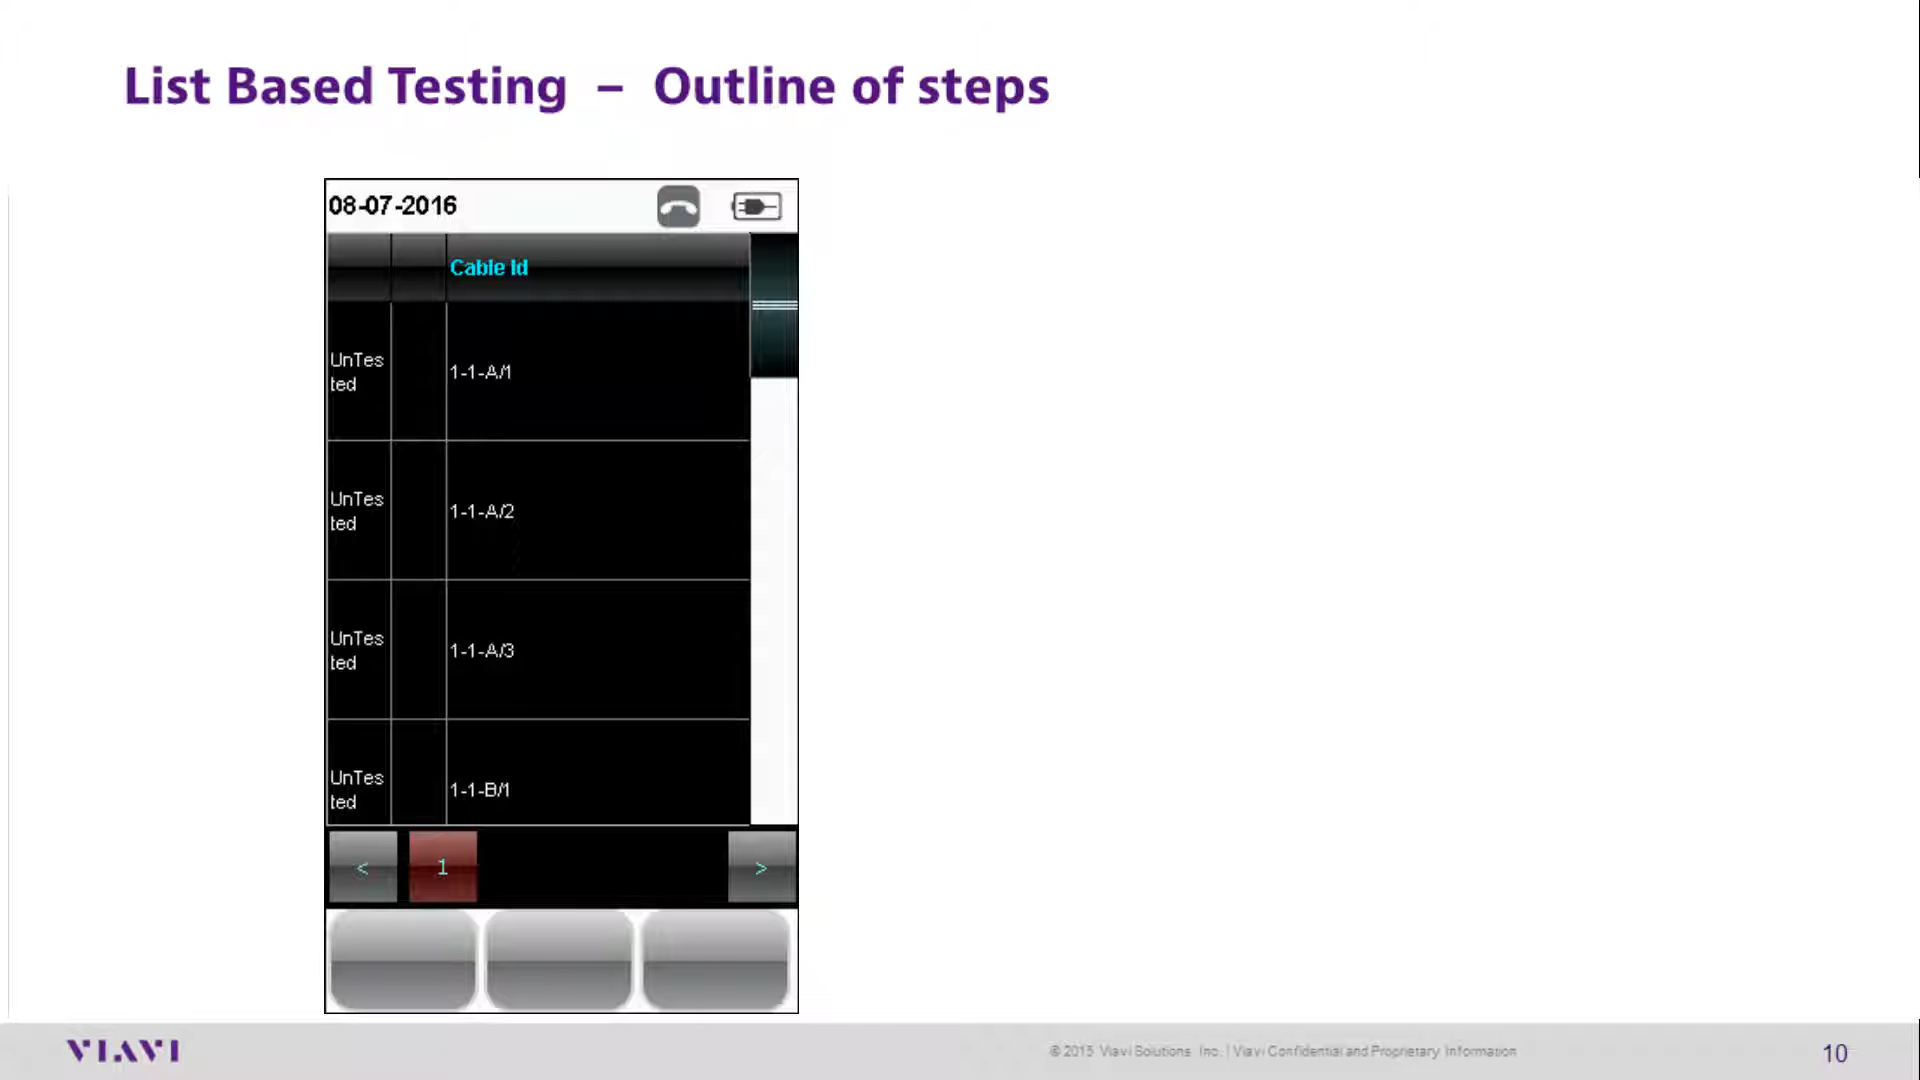 List Based Testing – Outline of steps
08-07-2016
Cable Id
UnTes
ted
1-1-A/1
UnTes
ted
1-1-A/2
UnTes
ted
1-1-A/3
UnTes
ted
1-1-B/1
< 1 >
VIAVI
© 2015 Viavi Solutions Inc. | Viavi Confidential and Proprietary Information
10